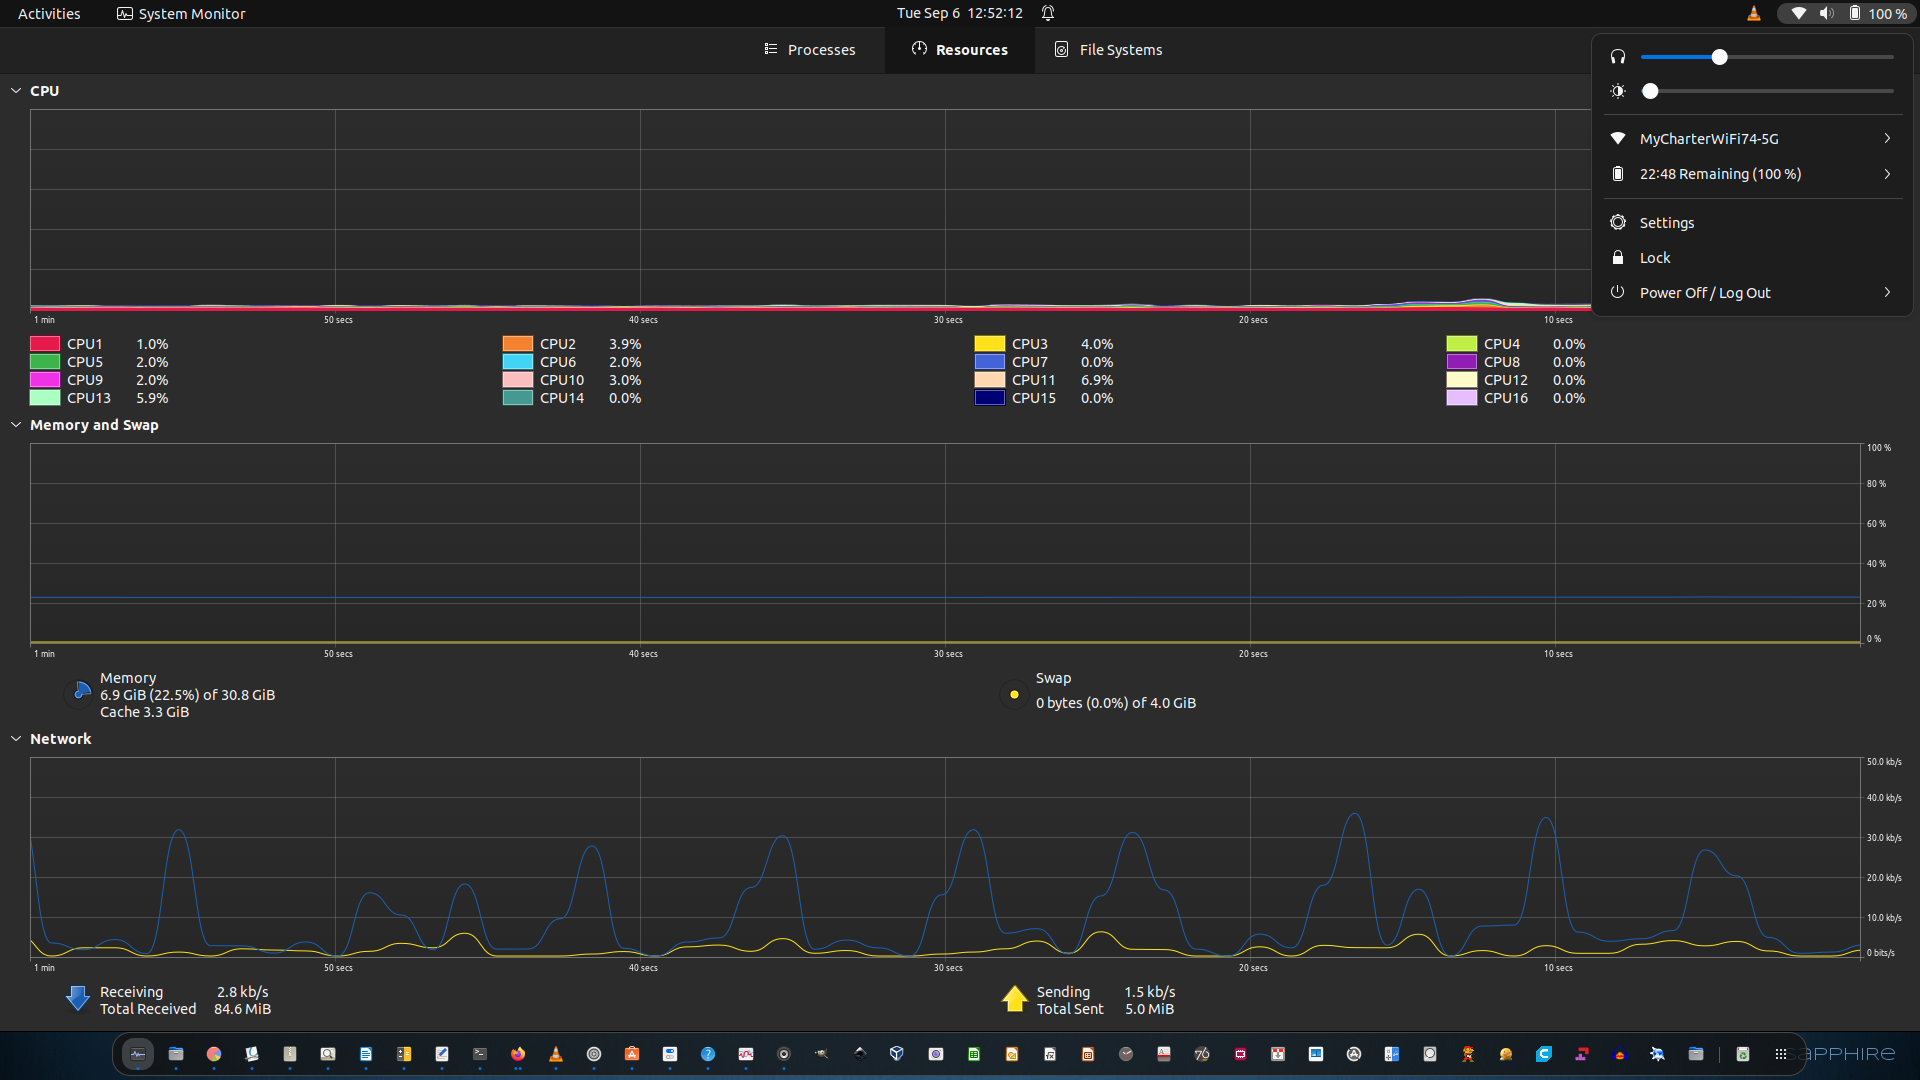 Activities System Monitor Tue Sep 6 12:52:12 100 %
Processes Resources File Systems
CPU
1 min 50 secs 40 secs 30 secs 20 secs 10 secs
CPU1 1.0% CPU2 3.9% CPU3 4.0% CPU4 0.0%
CPU5 2.0% CPU6 2.0% CPU7 0.0% CPU8 0.0%
CPU9 2.0% CPU10 3.0% CPU11 6.9% CPU12 0.0%
CPU13 5.9% CPU14 0.0% CPU15 0.0% CPU16 0.0%
MyCharterWiFi74-5G
22:48 Remaining (100 %)
Settings
Lock
Power Off / Log Out
Memory and Swap
100 %
80 %
60 %
40 %
20 %
0 %
1 min 50 secs 40 secs 30 secs 20 secs 10 secs
Memory
6.9 GiB (22.5%) of 30.8 GiB
Cache 3.3 GiB
Swap
0 bytes (0.0%) of 4.0 GiB
Network
50.0 kb/s
40.0 kb/s
30.0 kb/s
20.0 kb/s
10.0 kb/s
0 bits/s
1 min 50 secs 40 secs 30 secs 20 secs 10 secs
Receiving 2.8 kb/s
Total Received 84.6 MiB
Sending 1.5 kb/s
Total Sent 5.0 MiB
76
SAPPHIRE